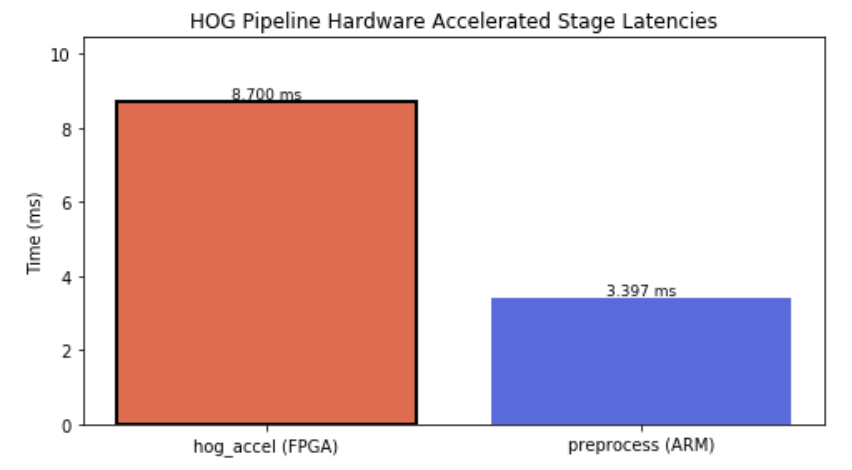 HOG Pipeline Hardware Accelerated Stage Latencies
10
8.700 ms
8
6
Time (ms)
4
3.397 ms
2
0
hog_accel (FPGA)
preprocess (ARM)